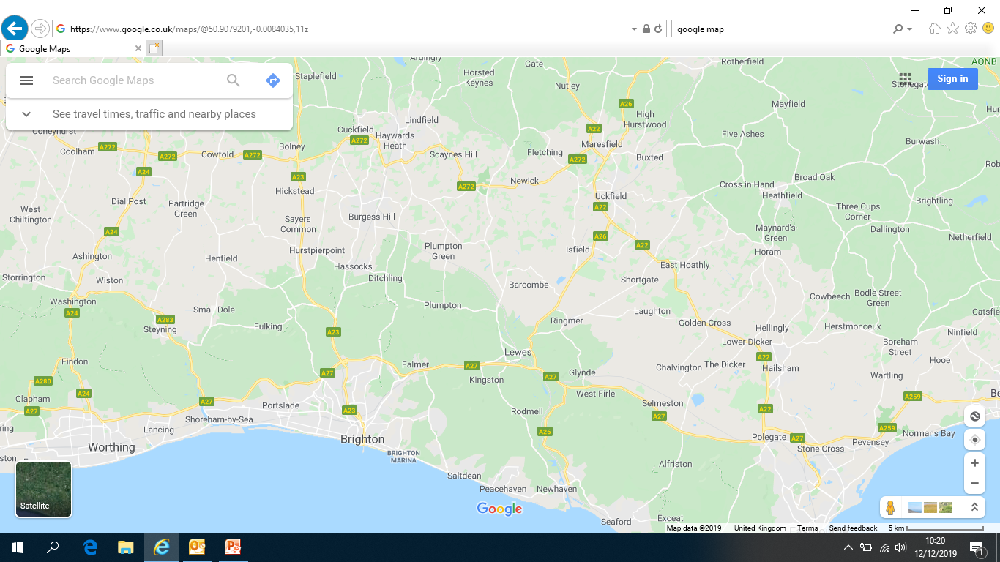 https://www.google.co.uk/maps/@50.9079201,-0.0084035,11z
google map
Google Maps
Ardingly
Gate
Rotherfield
AONB
Search Google Maps
Staplefield
Horsted
Keynes
Nutley
Sign in
Stonegate
A26
Mayfield
See travel times, traffic and nearby places
Lindfield
High
Hurstwood
Coneyhurst
Cuckfield
A22
Five Ashes
A272
Haywards
Heath
Maresfield
Burwash
Coolham
A272
A272
Cowfold
A272
Bolney
Scaynes Hill
Fletching
A272
Buxted
A24
A23
Newick
Cross in Hand
Broad Oak
Hickstead
A272
Dial Post
Partridge
Green
Uckfield
Heathfield
Brightling
West
Chiltington
Sayers
Common
Burgess Hill
A22
Three Cups
Corner
A24
A26
Maynard's
Green
Dallington
Netherfield
Ashington
Henfield
Hurstpierpoint
Plumpton
Green
Isfield
A22
Horam
Hassocks
East Hoathly
Storrington
Wiston
Ditchling
Barcombe
Shortgate
Washington
Plumpton
Cowbeech
Bodle Street
Green
A24
A283
Small Dole
Laughton
Steyning
Fulking
A23
Ringmer
Golden Cross
Hellingly
Herstmonceux
Ninfield
Lower Dicker
Boreham
Street
Findon
Lewes
A22
Hooe
A27
Falmer
A27
Chalvington
The Dicker
Hailsham
A280
Kingston
A27
Glynde
Wartling
Clapham
A24
A27
Portslade
A23
West Firle
Selmeston
A259
A27
Shoreham-by-Sea
Rodmell
A27
A22
Lancing
A26
A259
Worthing
Brighton
Polegate
A27
Pevensey
Normans Bay
Stone Cross
BRIGHTON
MARINA
Alfriston
Saltdean
Peacehaven
Newhaven
Satellite
Google
Seaford
Exceat
Map data ©2019 United Kingdom Terms Send feedback 5 km
10:20
12/12/2019
1